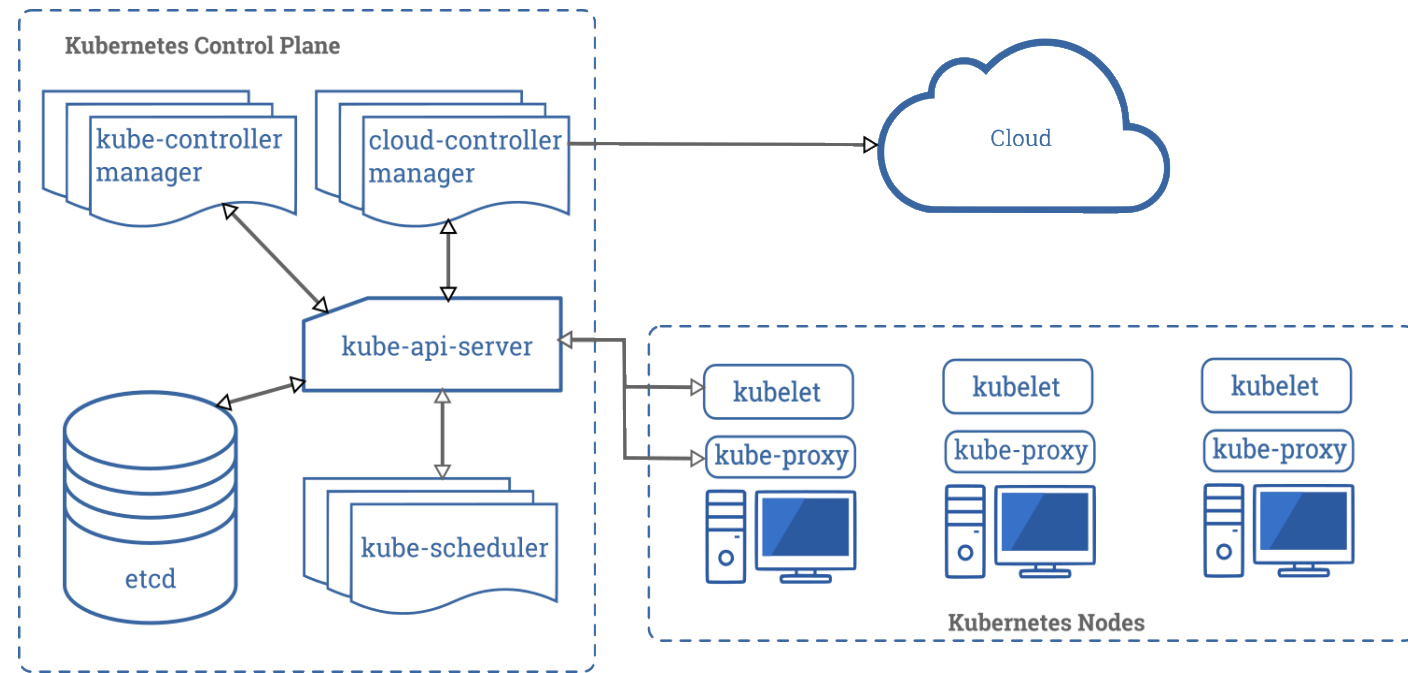 Kubernetes Control Plane
kube-controller
manager
cloud-controller
manager
Cloud
kube-api-server
kubelet
kubelet
kubelet
kube-proxy
kube-proxy
kube-proxy
kube-scheduler
etcd
Kubernetes Nodes